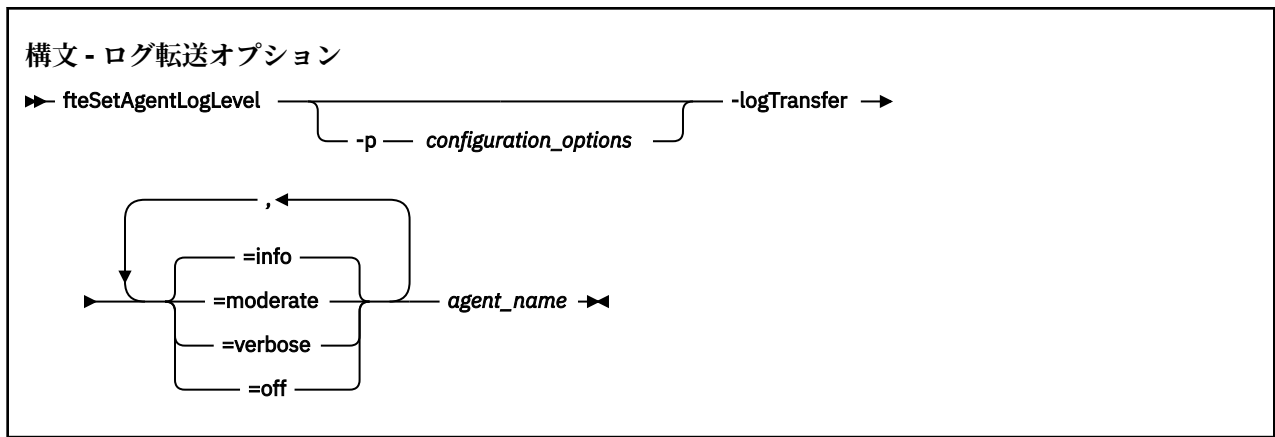 構文 - ログ転送オプション
fteSetAgentLogLevel -logTransfer
-p configuration_options
,
=info
=moderate agent_name
=verbose
=off